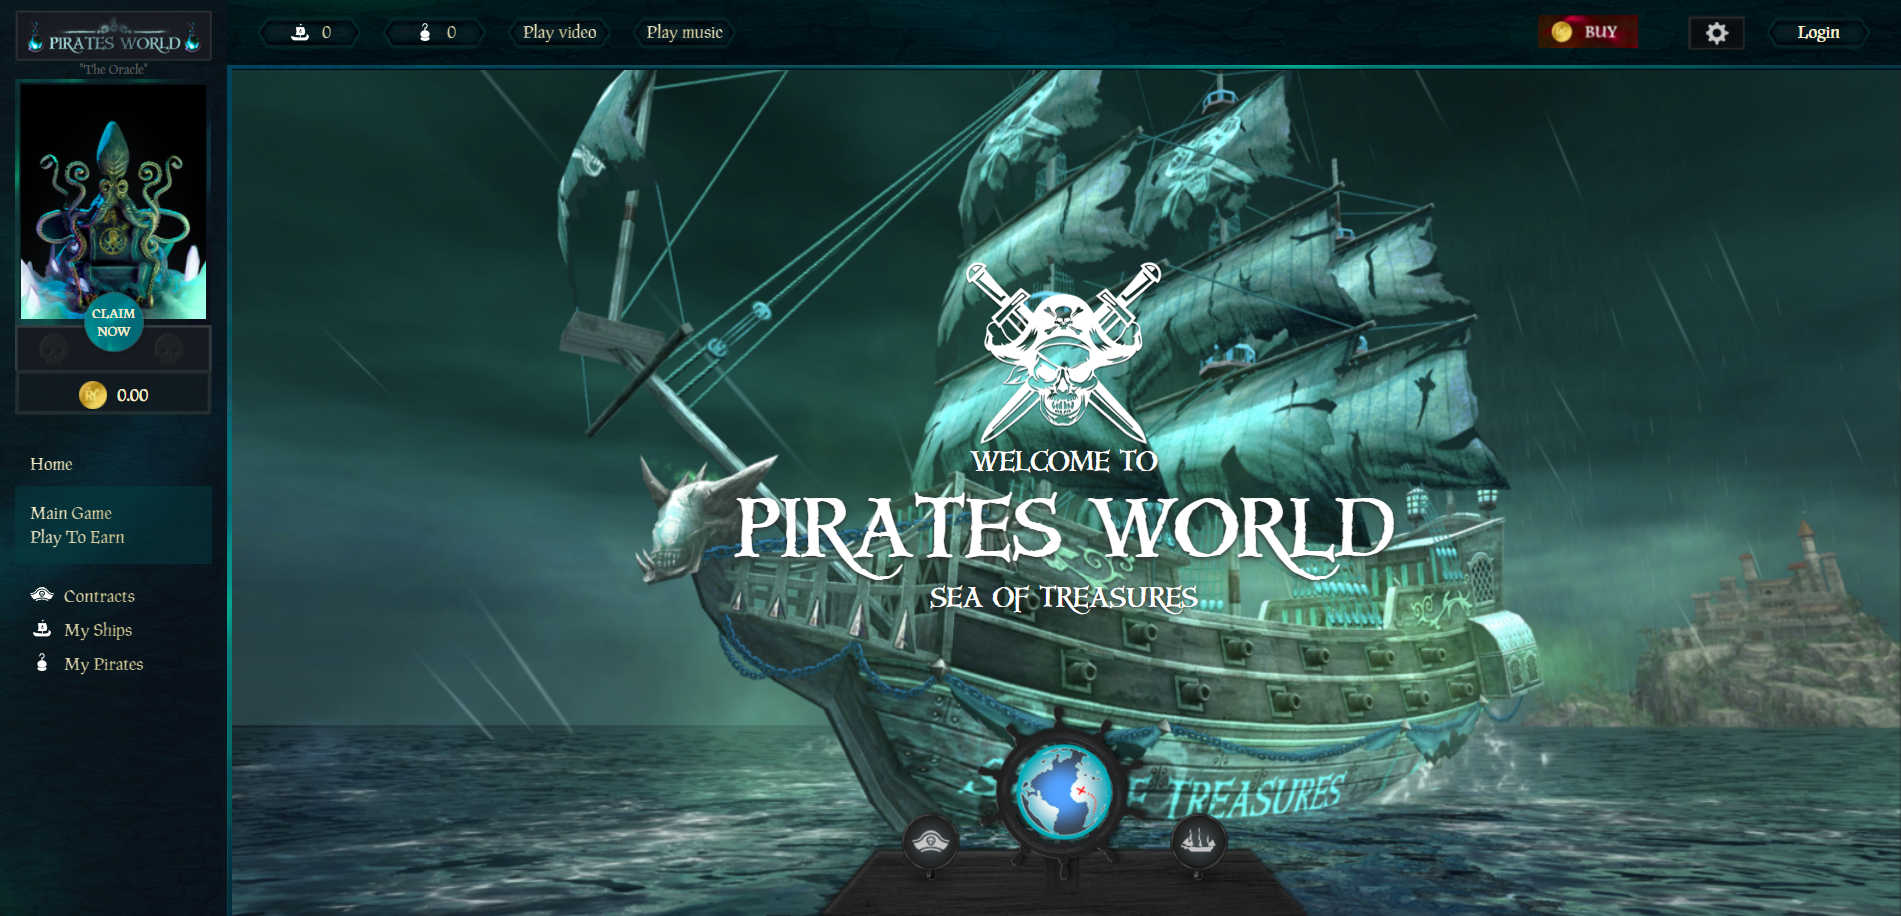 PIRATES WORLD
"The Oracle"
CLAIM
NOW
RC 0.00
Home
Main Game
Play To Earn
Contracts
My Ships
My Pirates
0
0
Play video
Play music
BUY
Login
WELCOME TO
PIRATES WORLD
SEA OF TREASURES
TREASURES